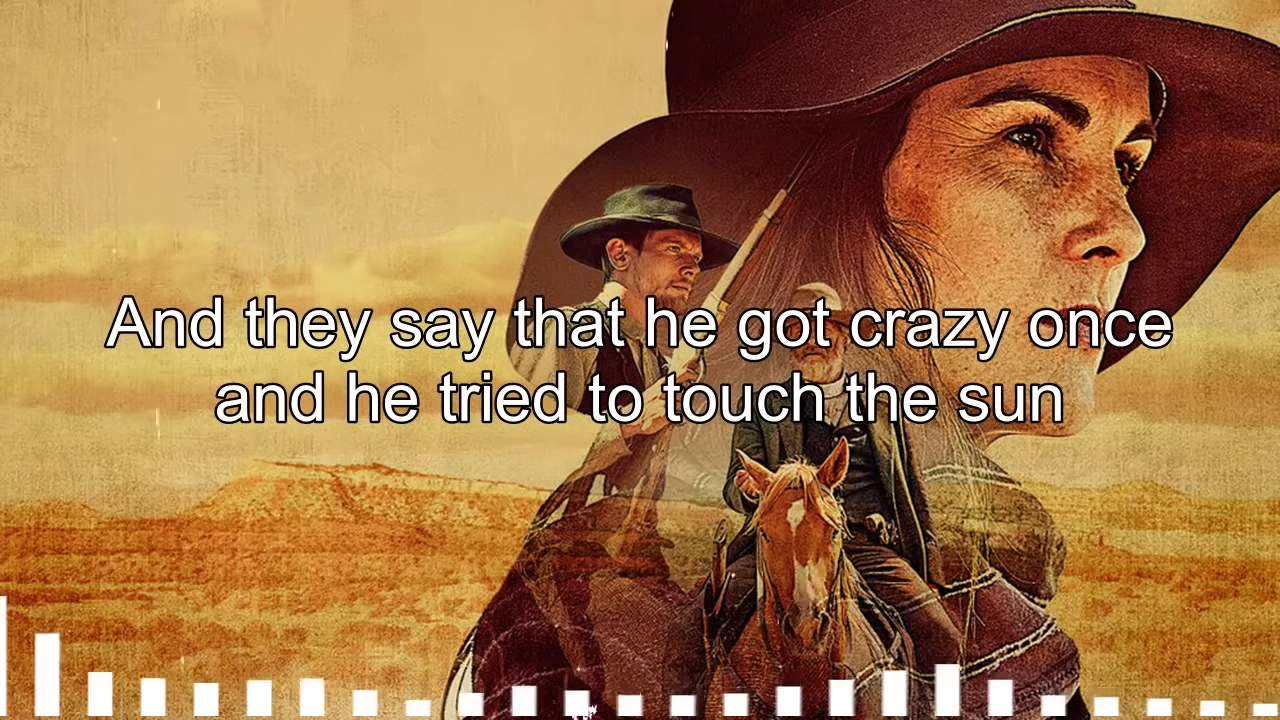 And they say that he got crazy once
and he tried to touch the sun